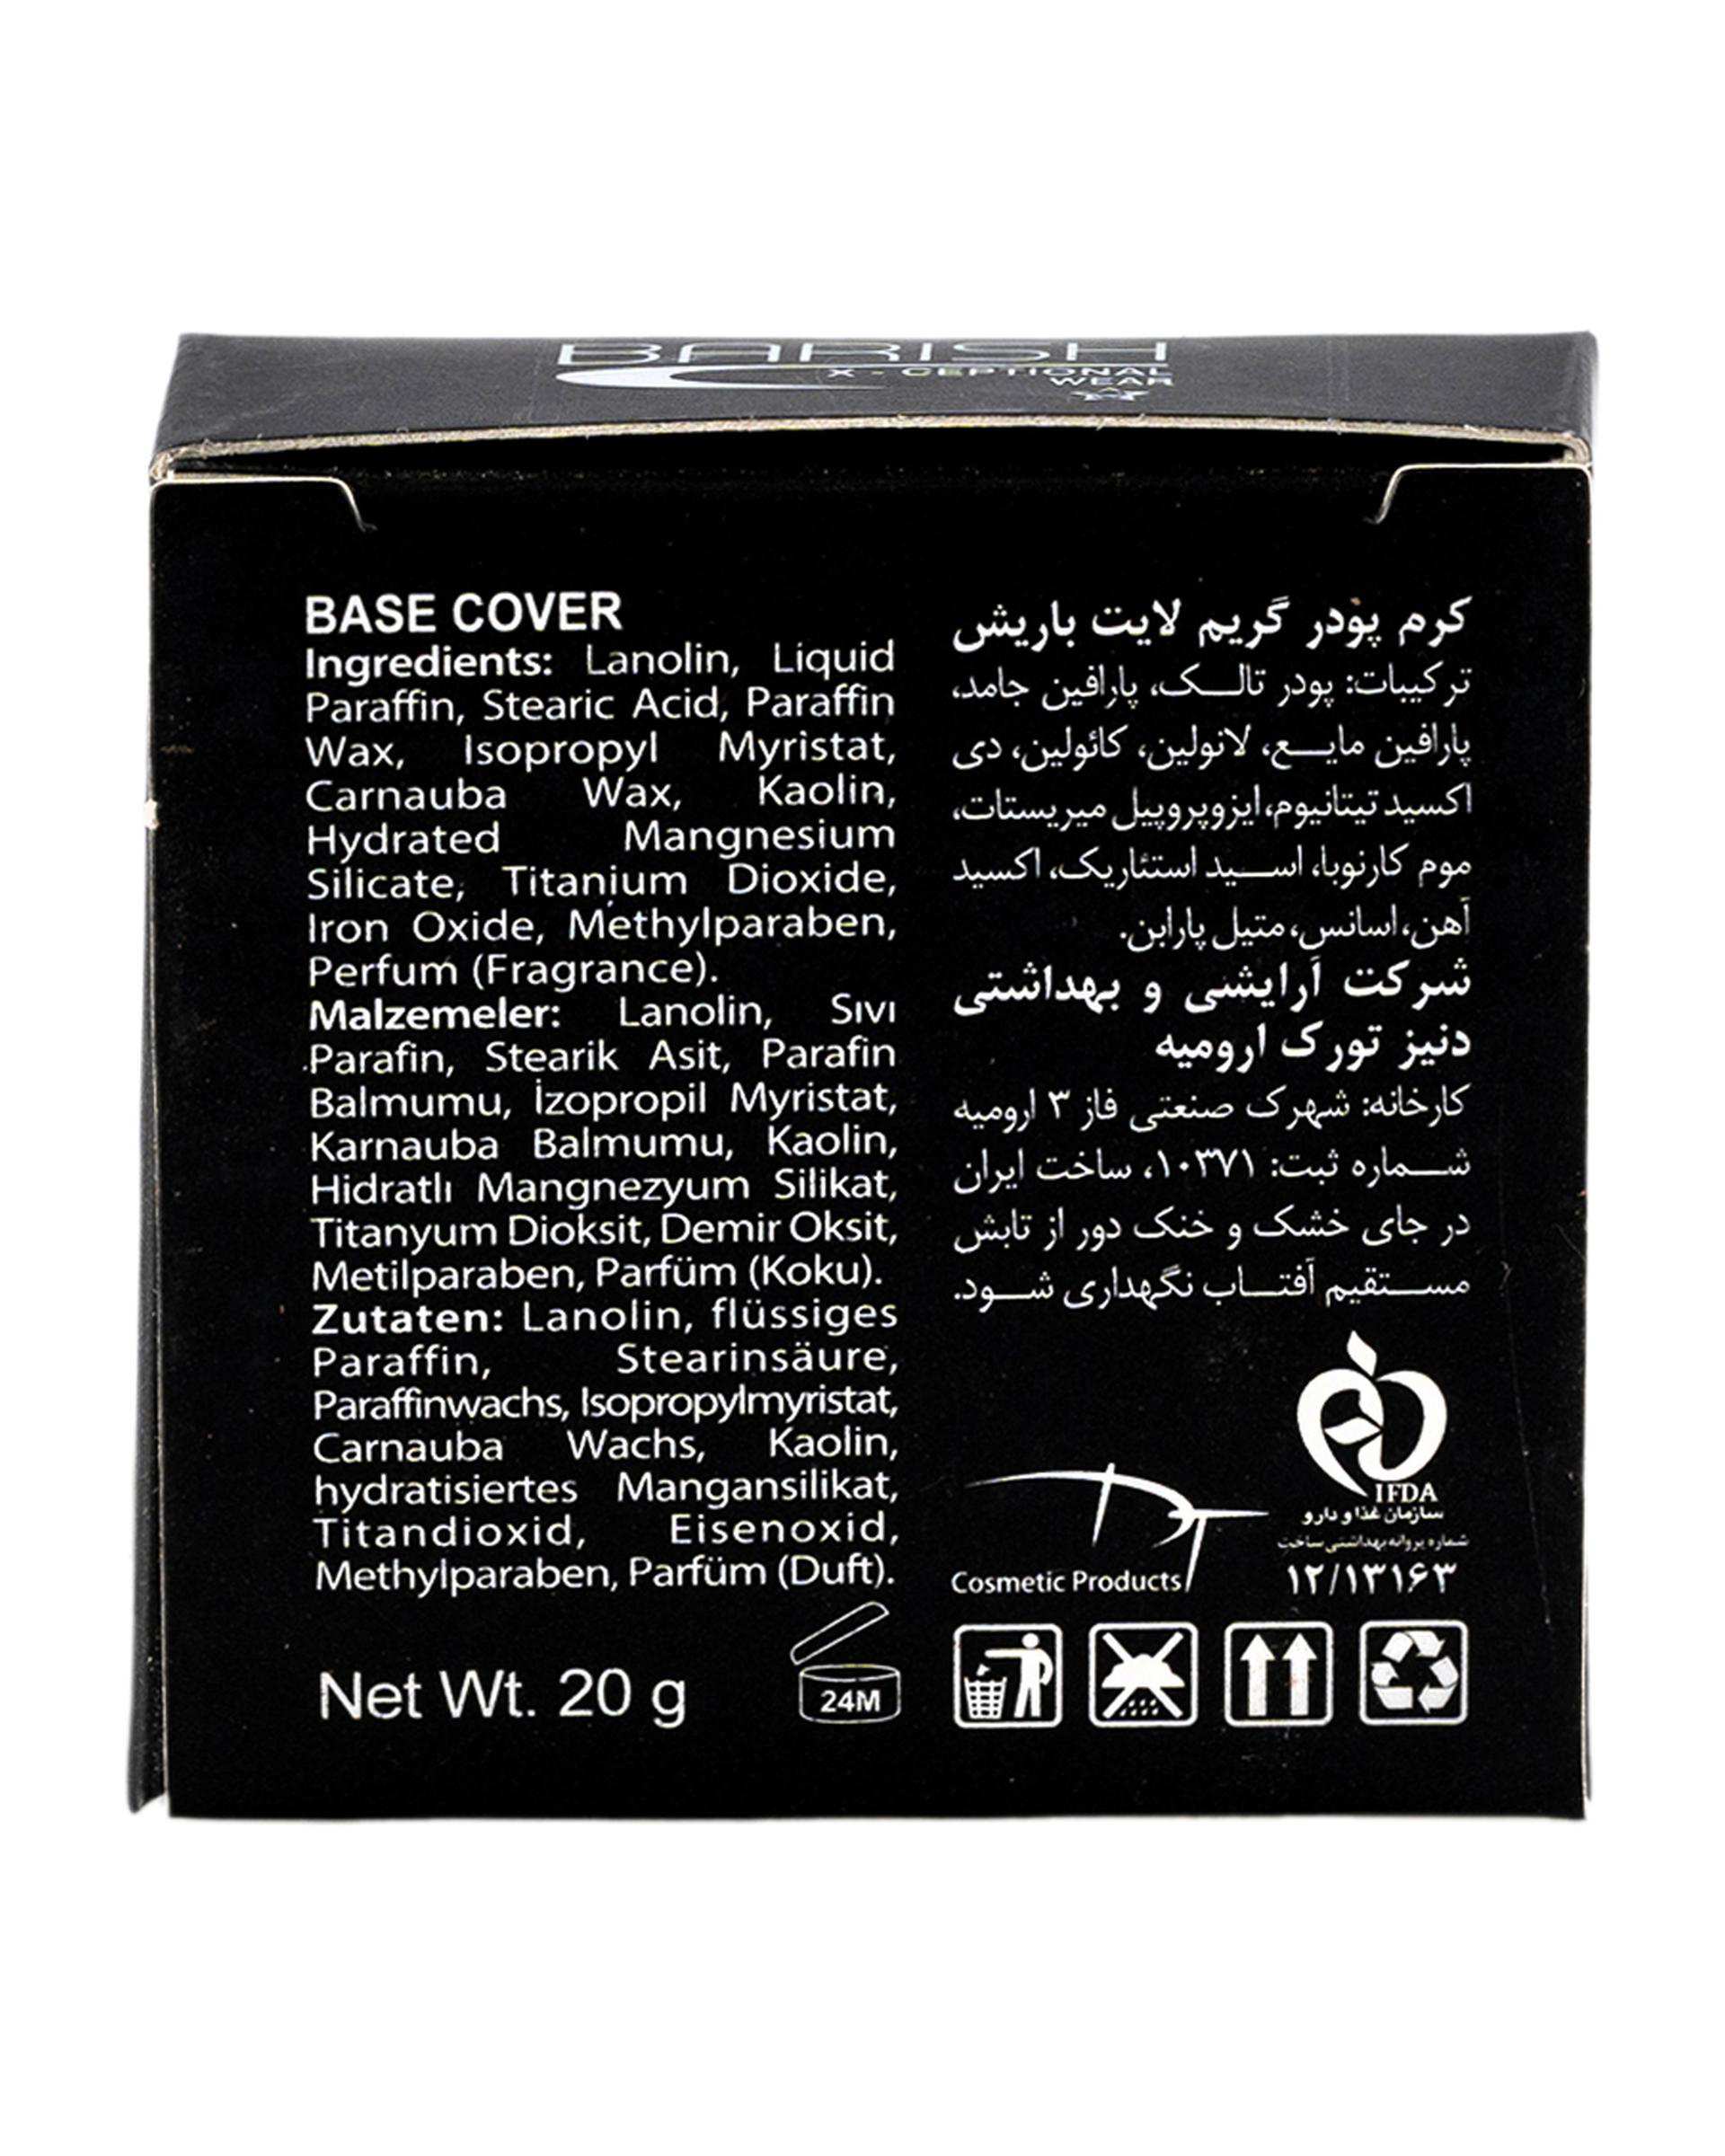 BARISH
X - CEPTIONAL
WEAR
BASE COVER
Ingredients: Lanolin, Liquid
Paraffin, Stearic Acid, Paraffin
Wax, Isopropyl Myristat,
Carnauba Wax, Kaolin,
Hydrated Mangnesium
Silicate, Titanium Dioxide,
Iron Oxide, Methylparaben,
Perfum (Fragrance).
Malzemeler: Lanolin, Sıvı
Parafin, Stearik Asit, Parafin
Balmumu, İzopropil Myristat,
Karnauba Balmumu, Kaolin,
Hidratlı Mangnezyum Silikat,
Titanyum Dioksit, Demir Oksit,
Metilparaben, Parfüm (Koku).
Zutaten: Lanolin, flüssiges
Paraffin, Stearinsäure,
Paraffinwachs, Isopropylmyristat,
Carnauba Wachs, Kaolin,
hydratisiertes Mangansilikat,
Titandioxid, Eisenoxid,
Methylparaben, Parfüm (Duft).
Net Wt. 20 g
24M
کرم پودر گریم لایت باریش
ترکیبات: پودر تالک، پارافین جامد،
پارافین مایع، لانولین، کائولین، دی
اکسید تیتانیوم، ایزوپروپیل میریستات،
موم کارنوبا، اسید استئاریک، اکسید
آهن، اسانس، متیل پارابن.
شرکت آرایشی و بهداشتی
دنیز تورک ارومیه
کارخانه: شهرک صنعتی فاز ۳ ارومیه
شماره ثبت: ۱۰۳۷۱، ساخت ایران
در جای خشک و خنک دور از تابش
مستقیم آفتاب نگهداری شود.
IFDA
سازمان غذا و دارو
شماره پروانه بهداشتی ساخت
۱۲/۱۳۱۶۳
DT
Cosmetic Products